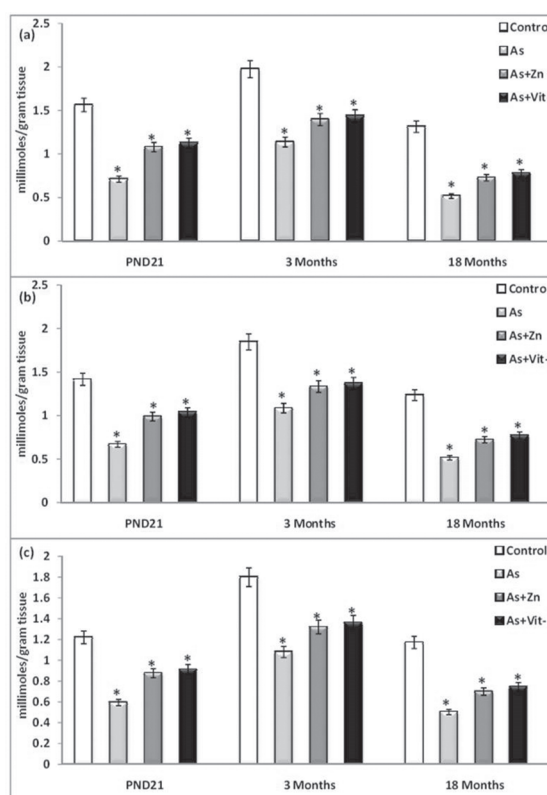 (a)
Control
As
As+Zn
As+Vit-
millimoles/gram tissue
2.5
2
1.5
1
0.5
0
* * * * * * * * *
PND21 3 Months 18 Months
(b)
Control
As
As+Zn
As+Vit-
millimoles/gram tissue
2.5
2
1.5
1
0.5
0
* * * * * * * * *
PND21 3 Months 18 Months
(c)
Control
As
As+Zn
As+Vit-
millimoles/gram tissue
2
1.8
1.6
1.4
1.2
1
0.8
0.6
0.4
0.2
0
* * * * * * * * *
PND21 3 Months 18 Months